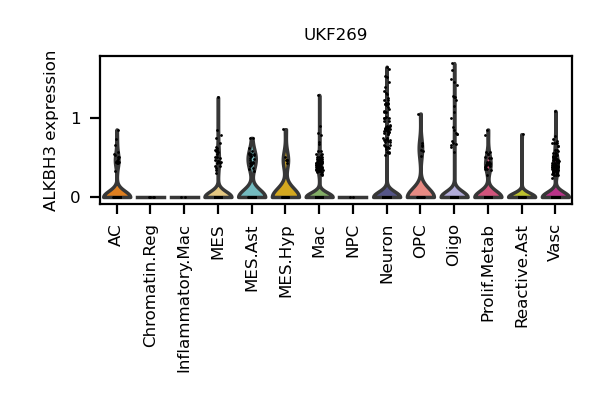 UKF269
ALKBH3 expression
1
0
AC
Chromatin.Reg
Inflammatory.Mac
MES
MES.Ast
MES.Hyp
Mac
NPC
Neuron
OPC
Oligo
Prolif.Metab
Reactive.Ast
Vasc